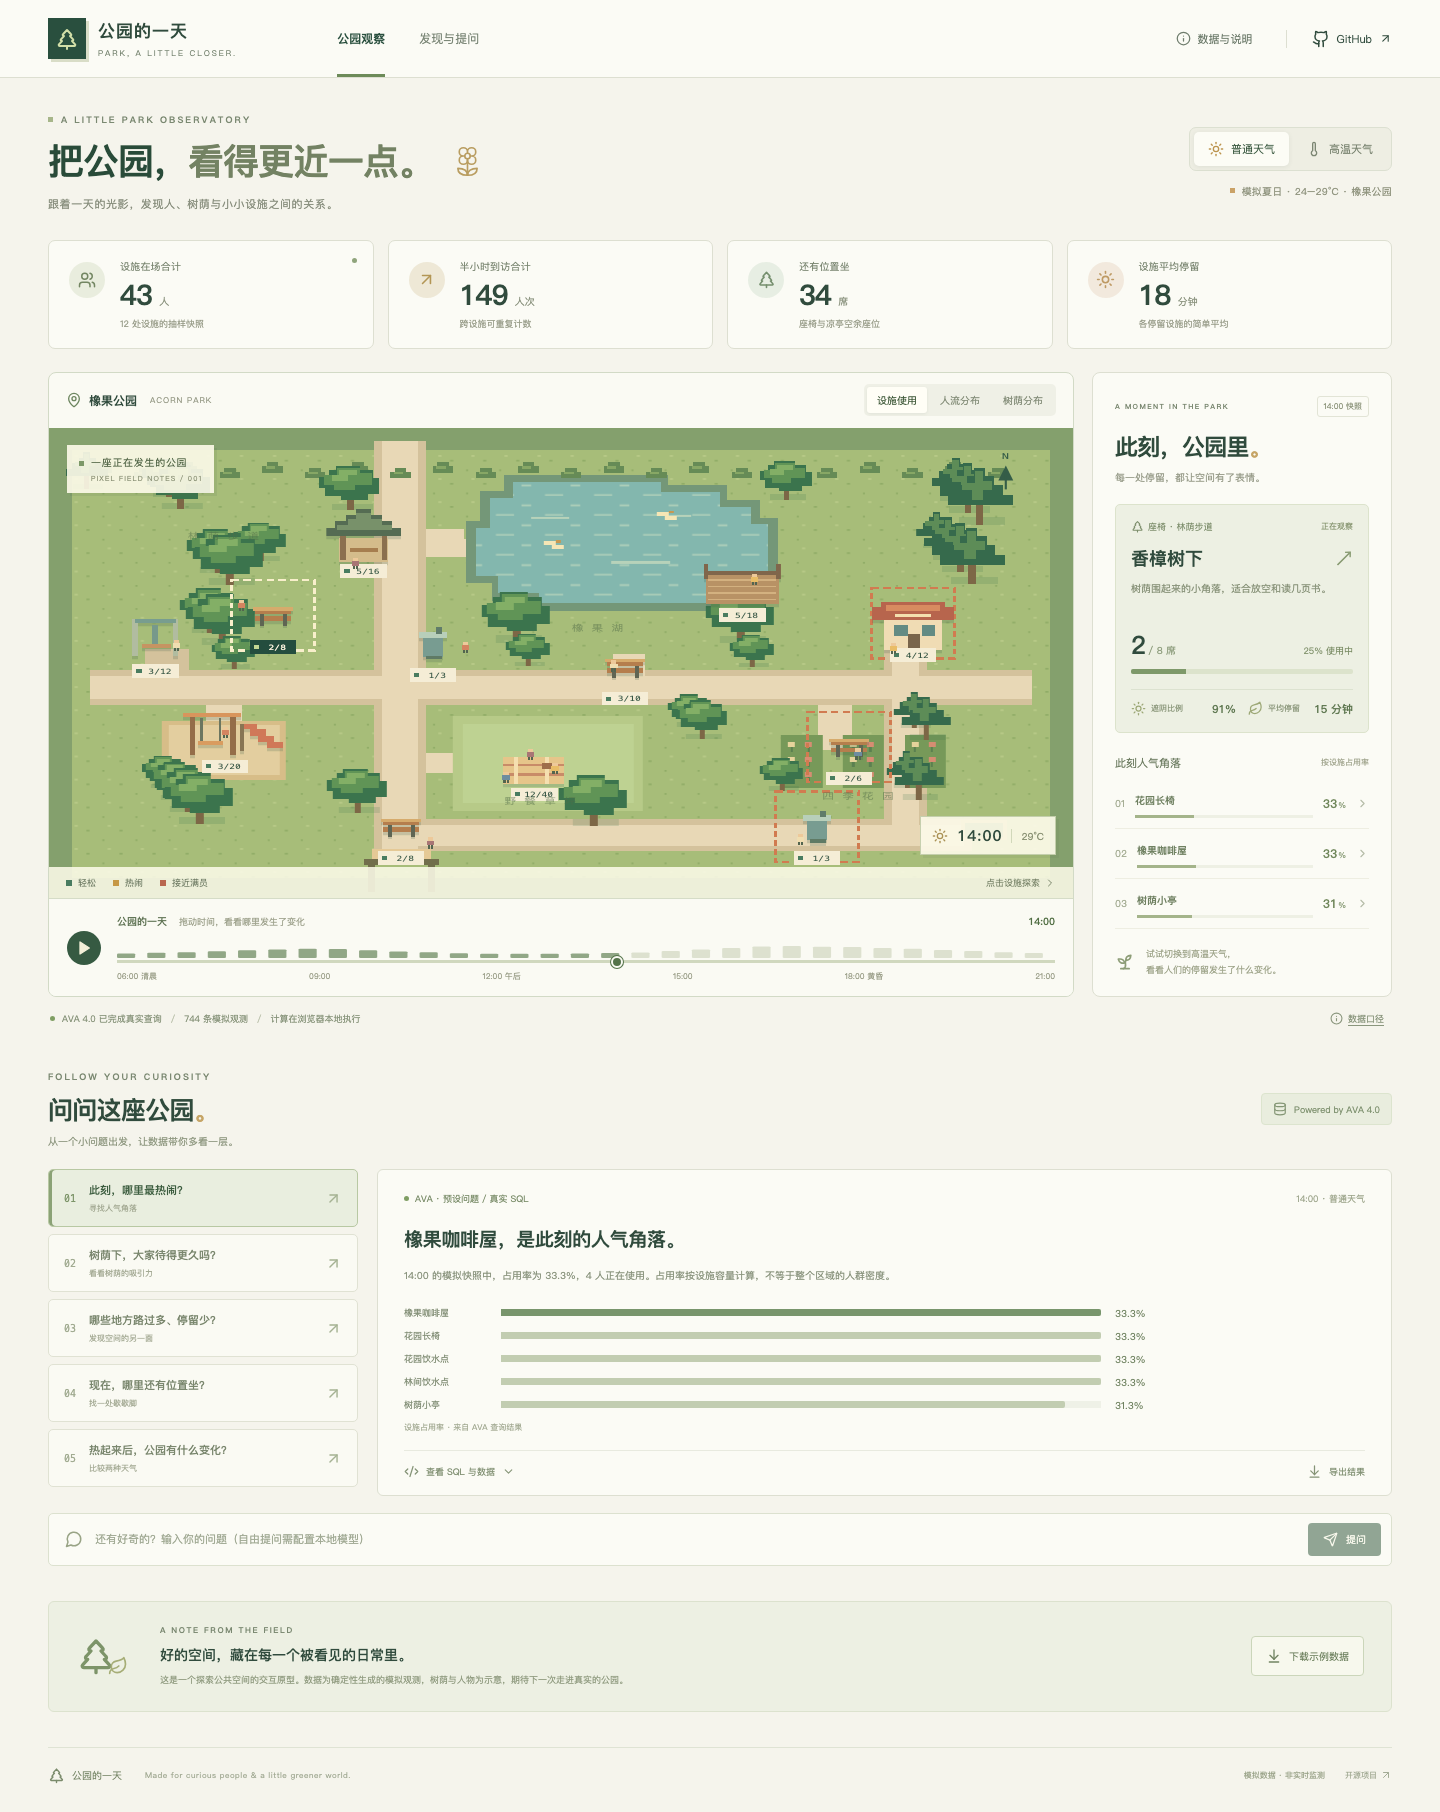 公园的一天
PARK, A LITTLE CLOSER.
公园观察
发现与提问
数据与说明
GitHub
A LITTLE PARK OBSERVATORY
把公园，看得更近一点。
跟着一天的光影，发现人、树荫与小小设施之间的关系。
普通天气
高温天气
模拟夏日 · 24—29°C · 橡果公园
设施在场合计
43 人
12 处设施的抽样快照
半小时到访合计
149 人次
跨设施可重复计数
还有位置坐
34 席
座椅与凉亭空余座位
设施平均停留
18 分钟
各停留设施的简单平均
橡果公园 ACORN PARK
设施使用
人流分布
树荫分布
一座正在发生的公园
PIXEL FIELD NOTES / 001
N
5/16
5/18
橡果湖
2/8
4/12
3/12
1/3
3/10
3/20
2/6
12/40
野餐草
四季花园
2/8
1/3
14:00 29°C
轻松
热闹
接近满员
点击设施探索
公园的一天 拖动时间，看看哪里发生了变化
14:00
06:00 清晨
09:00
12:00 午后
15:00
18:00 黄昏
21:00
A MOMENT IN THE PARK
14:00 快照
此刻，公园里。
每一处停留，都让空间有了表情。
座椅 · 林荫步道
正在观察
香樟树下
树荫围起来的小角落，适合放空和读几页书。
2 / 8 席
25% 使用中
遮阴比例 91%
平均停留 15 分钟
此刻人气角落
按设施占用率
01 花园长椅 33%
02 橡果咖啡屋 33%
03 树荫小亭 31%
试试切换到高温天气，
看看人们的停留发生了什么变化。
AVA 4.0 已完成真实查询 / 744 条模拟观测 / 计算在浏览器本地执行
数据口径
FOLLOW YOUR CURIOSITY
问问这座公园。
从一个小问题出发，让数据带你多看一层。
Powered by AVA 4.0
01 此刻，哪里最热闹？
寻找人气角落
02 树荫下，大家待得更久吗？
看看树荫的吸引力
03 哪些地方路过多、停留少？
发现空间的另一面
04 现在，哪里还有位置坐？
找一处歇歇脚
05 热起来后，公园有什么变化？
比较两种天气
AVA · 预设问题 / 真实 SQL
14:00 · 普通天气
橡果咖啡屋，是此刻的人气角落。
14:00 的模拟快照中，占用率为 33.3%，4 人正在使用。占用率按设施容量计算，不等于整个区域的人群密度。
橡果咖啡屋 33.3%
花园长椅 33.3%
花园饮水点 33.3%
林间饮水点 33.3%
树荫小亭 31.3%
设施占用率 · 来自 AVA 查询结果
查看 SQL 与数据
导出结果
还有好奇的？输入你的问题（自由提问需配置本地模型）
提问
A NOTE FROM THE FIELD
好的空间，藏在每一个被看见的日常里。
这是一个探索公共空间的交互原型。数据为确定性生成的模拟观测，树荫与人物为示意，期待下一次走进真实的公园。
下载示例数据
公园的一天
Made for curious people & a little greener world.
模拟数据 · 非实时监测
开源项目